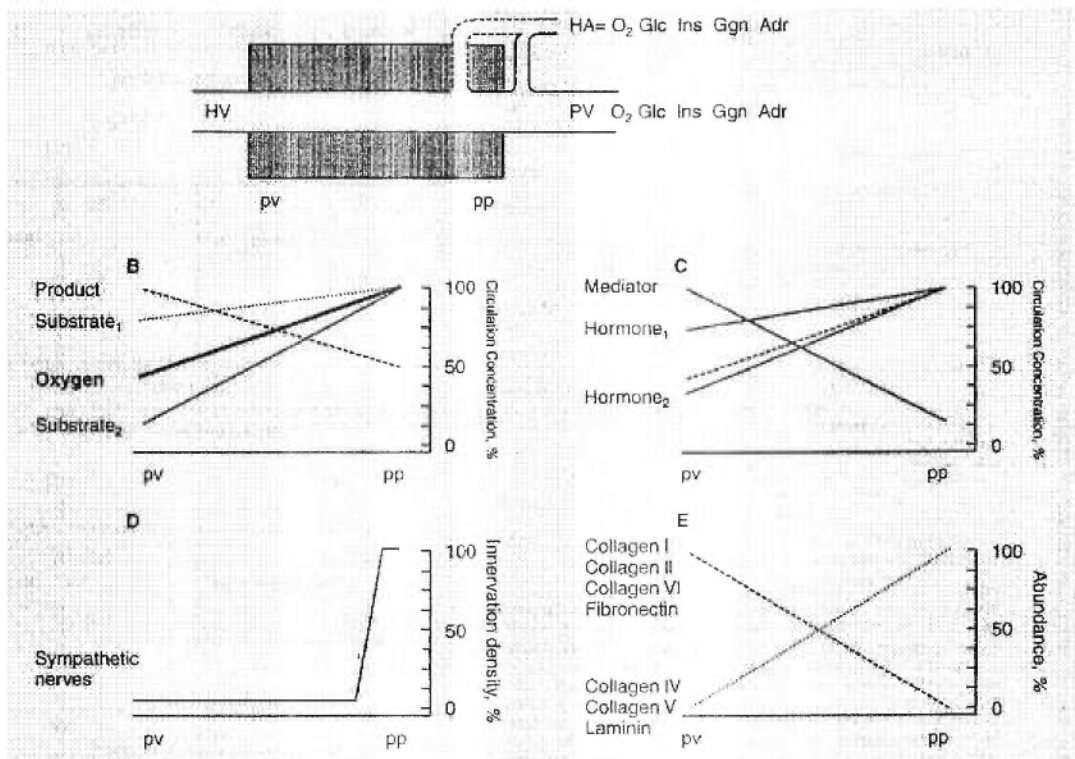 HA= O₂ Glc Ins Ggn Adr
HV
PV O₂ Glc Ins Ggn Adr
pv
pp
B
Product
Substrate₁
Oxygen
Substrate₂
100
50
0
Circulation Concentration, %
pv
pp
C
Mediator
Hormone₁
Hormone₂
100
50
0
Circulation Concentration, %
pv
pp
D
Sympathetic
nerves
100
50
0
Innervation density, %
pv
pp
E
Collagen I
Collagen II
Collagen VI
Fibronectin
Collagen IV
Collagen V
Laminin
100
50
0
Abundance, %
pv
pp